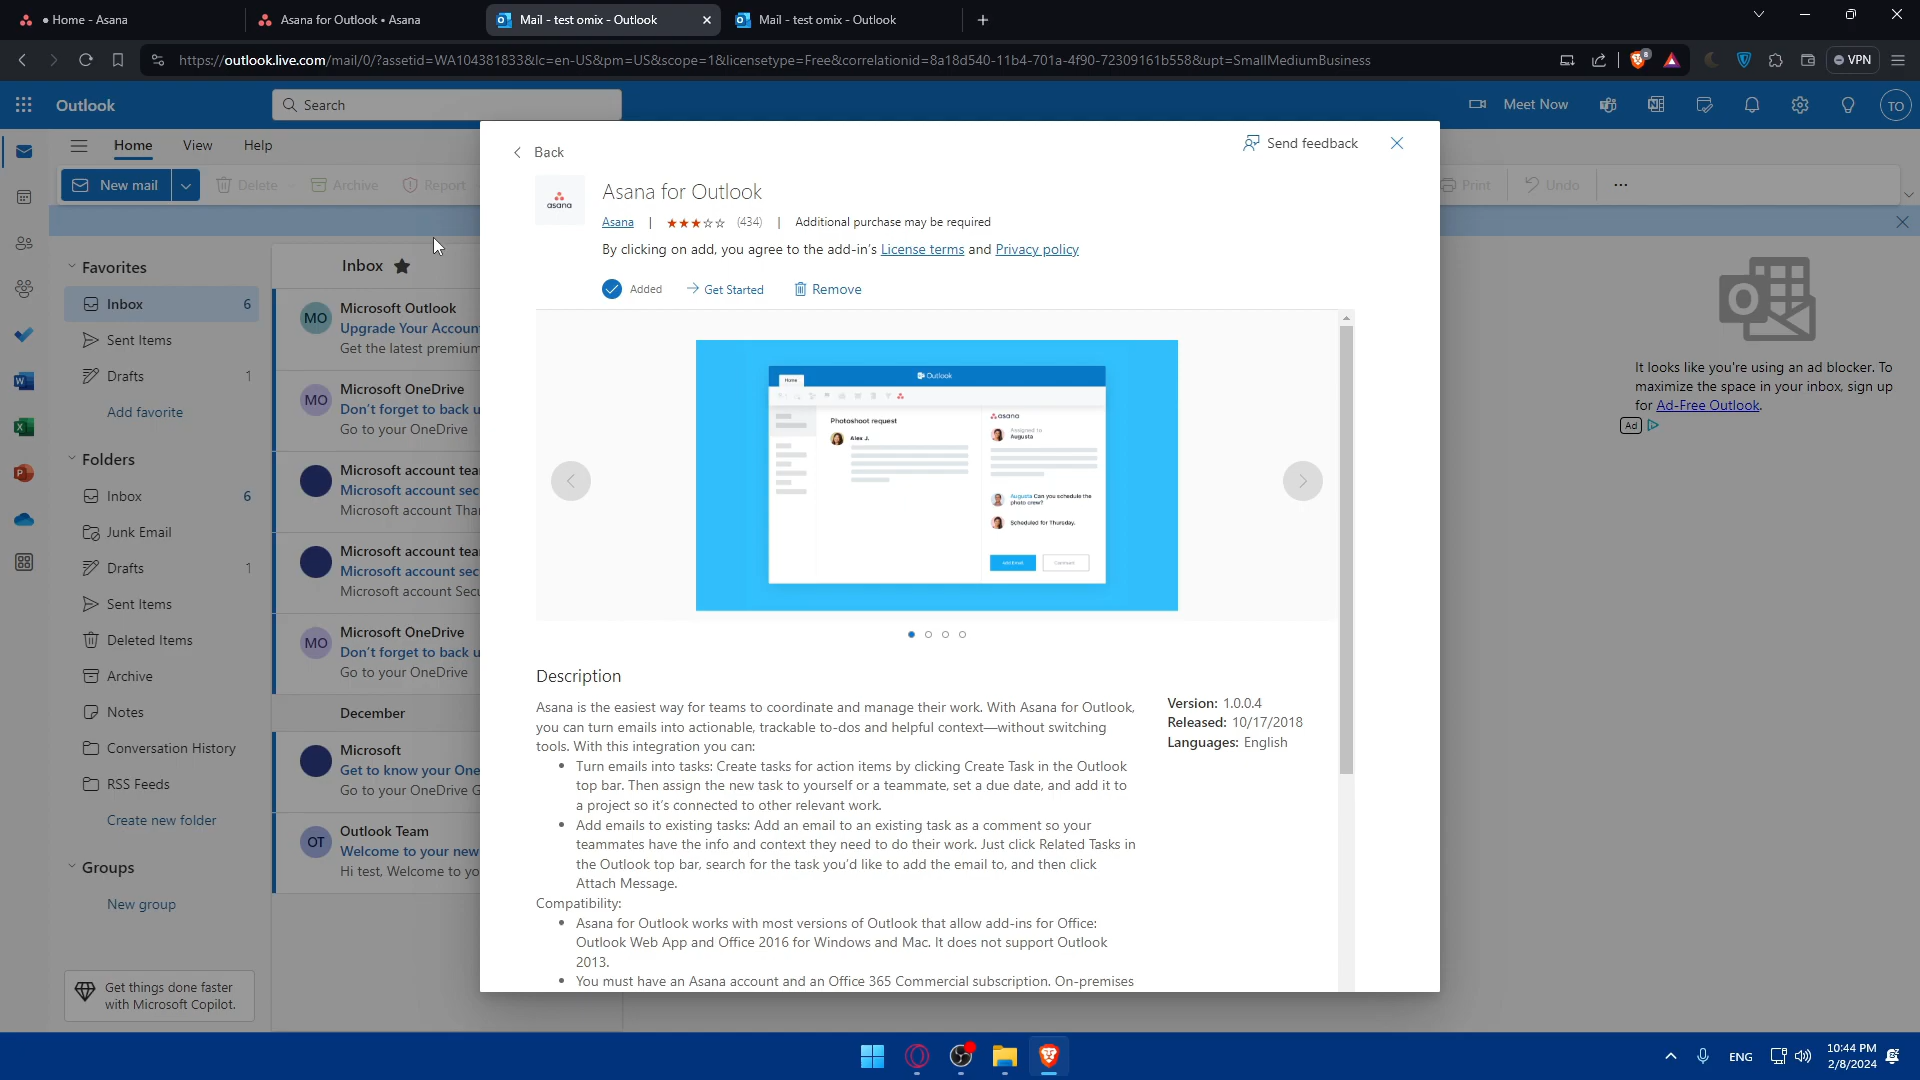 Home - Asana
Asana for Outlook • Asana
Mail - test omix - Outlook
Mail - test omix - Outlook
https://outlook.live.com/mail/0/?assetid=WA104381833&lc=en-US&pm=US&scope=1&licensetype=Free&correlationid=8a18d540-11b4-701a-4f90-72309161b558&upt=SmallMediumBusiness
8
VPN
Outlook
Search
Meet Now
TO
Home
View
Help
New mail
Delete
Archive
Report
Print
Undo
Favorites
Inbox 6
Sent Items
Drafts 1
Add favorite
Folders
Inbox 6
Junk Email
Drafts 1
Sent Items
Deleted Items
Archive
Notes
Conversation History
RSS Feeds
Create new folder
Groups
New group
Get things done faster
with Microsoft Copilot.
Inbox
MO
Microsoft Outlook
Upgrade Your Accoun
Get the latest premium
MO
Microsoft OneDrive
Don't forget to back u
Go to your OneDrive
Microsoft account tea
Microsoft account sec
Microsoft account Tha
Microsoft account tea
Microsoft account sec
Microsoft account Secu
MO
Microsoft OneDrive
Don't forget to back u
Go to your OneDrive
December
Microsoft
Get to know your One
Go to your OneDrive G
OT
Outlook Team
Welcome to your new
Hi test, Welcome to yo
Back
Send feedback
asana
Asana for Outlook
Asana | (434) | Additional purchase may be required
By clicking on add, you agree to the add-in's License terms and Privacy policy
Added
Get Started
Remove
Outlook
Home
Photoshoot request
Alex J.
asana
Assigned to
Augusta
Augusta Can you schedule the
photo crew?
Scheduled for Thursday.
Add Email
Comment
Description
Asana is the easiest way for teams to coordinate and manage their work. With Asana for Outlook,
you can turn emails into actionable, trackable to-dos and helpful context—without switching
tools. With this integration you can:
• Turn emails into tasks: Create tasks for action items by clicking Create Task in the Outlook
top bar. Then assign the new task to yourself or a teammate, set a due date, and add it to
a project so it's connected to other relevant work.
• Add emails to existing tasks: Add an email to an existing task as a comment so your
teammates have the info and context they need to do their work. Just click Related Tasks in
the Outlook top bar, search for the task you'd like to add the email to, and then click
Attach Message.
Compatibility:
• Asana for Outlook works with most versions of Outlook that allow add-ins for Office:
Outlook Web App and Office 2016 for Windows and Mac. It does not support Outlook
2013.
• You must have an Asana account and an Office 365 Commercial subscription. On-premises
Version: 1.0.0.4
Released: 10/17/2018
Languages: English
It looks like you're using an ad blocker. To
maximize the space in your inbox, sign up
for Ad-Free Outlook.
Ad
ENG
10:44 PM
2/8/2024